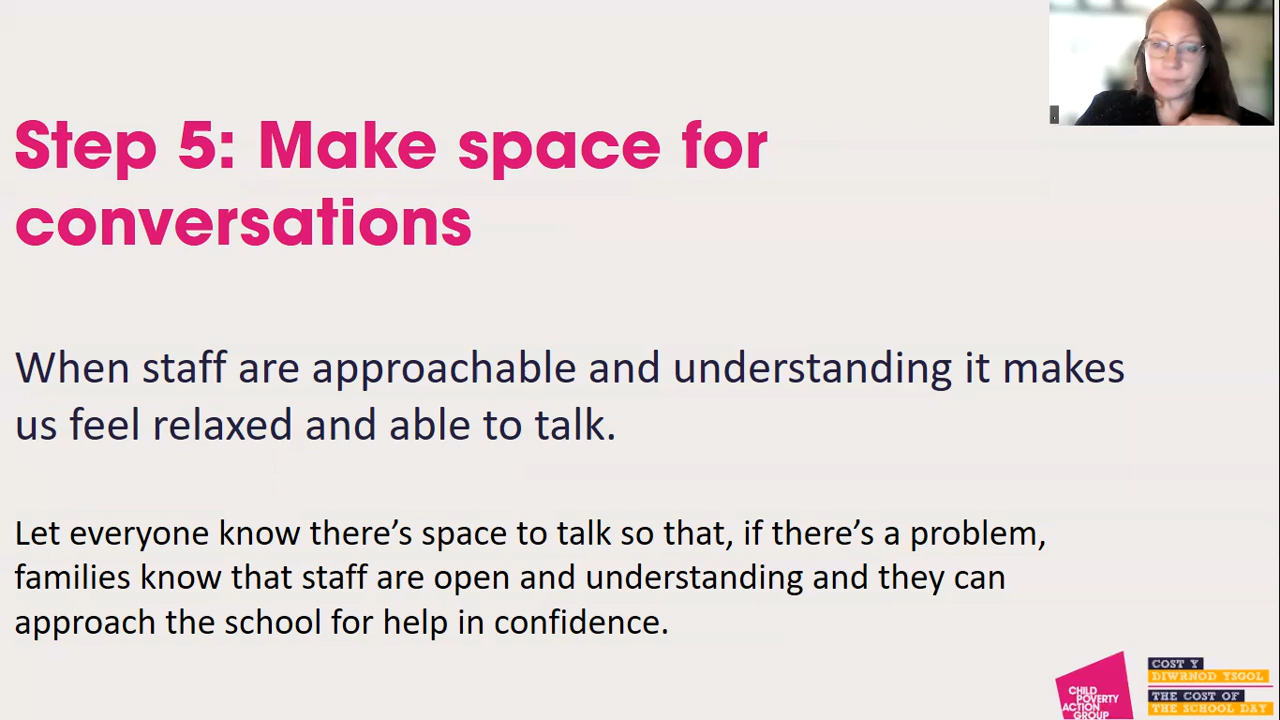 Step 5: Make space for
conversations
When staff are approachable and understanding it makes
us feel relaxed and able to talk.
Let everyone know there’s space to talk so that, if there’s a problem,
families know that staff are open and understanding and they can
approach the school for help in confidence.
CHILD
POVERTY
ACTION
GROUP
COST Y
DIWRNOD YSGOL
THE COST OF
THE SCHOOL DAY